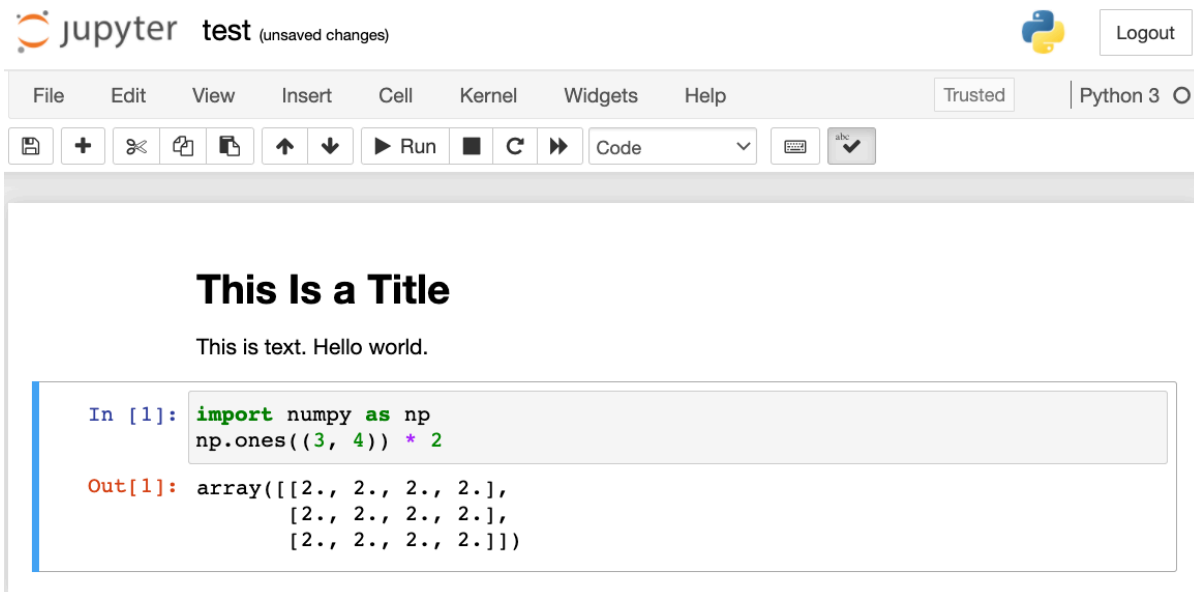 jupyter test (unsaved changes) Logout
File Edit View Insert Cell Kernel Widgets Help Trusted Python 3
Run Code abc
This Is a Title
This is text. Hello world.
In [1]: import numpy as np
np.ones((3, 4)) * 2
Out[1]: array([[2., 2., 2., 2.],
[2., 2., 2., 2.],
[2., 2., 2., 2.]])